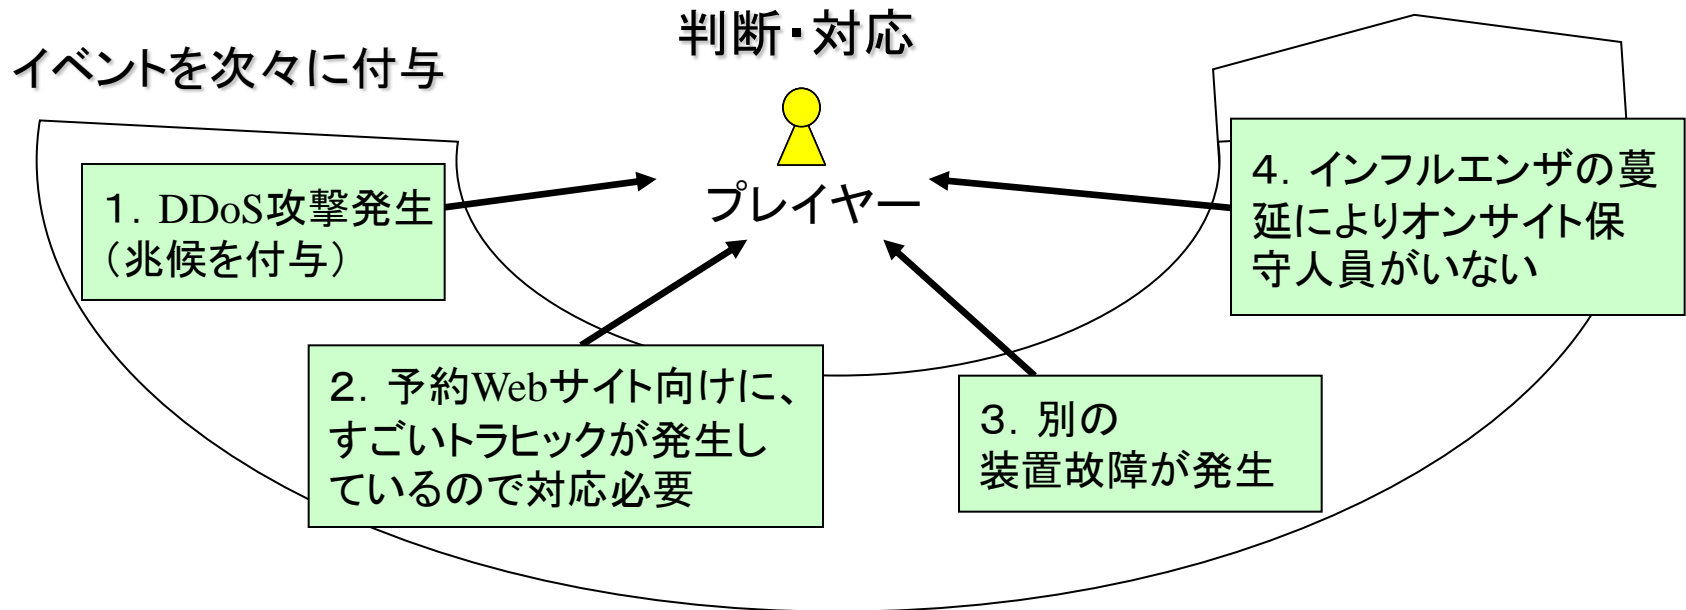 判断・対応
イベントを次々に付与
プレイヤー
１．DDoS攻撃発生
（兆候を付与）
２．予約Webサイト向けに、
すごいトラヒックが発生し
ているので対応必要
３．別の
装置故障が発生
４．インフルエンザの蔓
延によりオンサイト保
守人員がいない